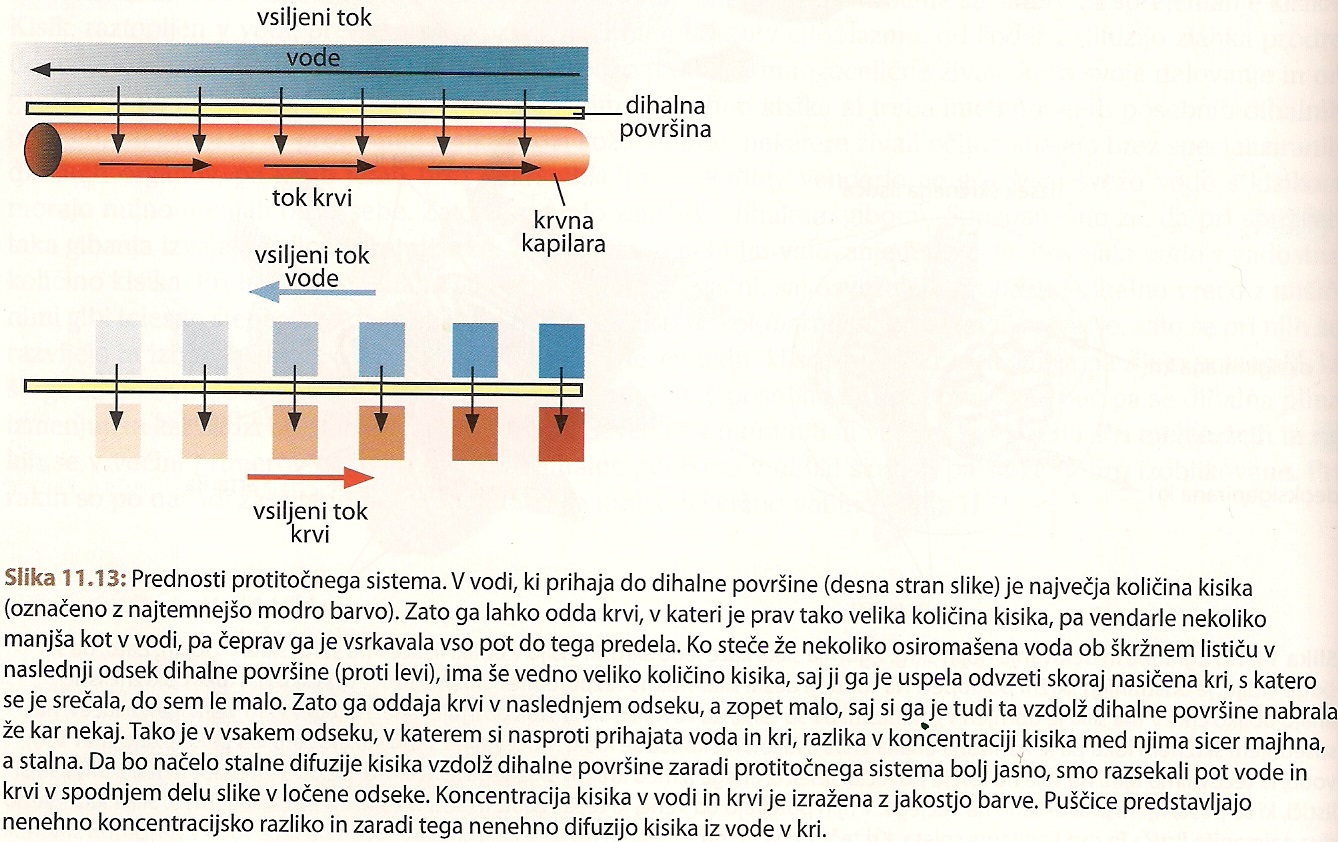 vsiljeni tok
vode
dihalna
površina
tok krvi
krvna
kapilara
vsiljeni tok
vode
vsiljeni tok
krvi
Slika 11.13: Prednosti protitočnega sistema. V vodi, ki prihaja do dihalne površine (desna stran slike) je največja količina kisika
(označeno z najtemnejšo modro barvo). Zato ga lahko odda krvi, v kateri je prav tako velika količina kisika, pa vendarle nekoliko
manjša kot v vodi, pa čeprav ga je vsrkavala vso pot do tega predela. Ko steče že nekoliko osiromašena voda ob škržnem lističu v
naslednji odsek dihalne površine (proti levi), ima še vedno veliko količino kisika, saj ji ga je uspela odvzeti skoraj nasičena kri, s katero
se je srečala, do sem le malo. Zato ga oddaja krvi v naslednjem odseku, a zopet malo, saj si ga je tudi ta vzdolž dihalne površine nabrala
že kar nekaj. Tako je v vsakem odseku, v katerem si nasproti prihajata voda in kri, razlika v koncentraciji kisika med njima sicer majhna,
a stalna. Da bo načelo stalne difuzije kisika vzdolž dihalne površine zaradi protitočnega sistema bolj jasno, smo razsekali pot vode in
krvi v spodnjem delu slike v ločene odseke. Koncentracija kisika v vodi in krvi je izražena z jakostjo barve. Puščice predstavljajo
nenehno koncentracijsko razliko in zaradi tega nenehno difuzijo kisika iz vode v kri.